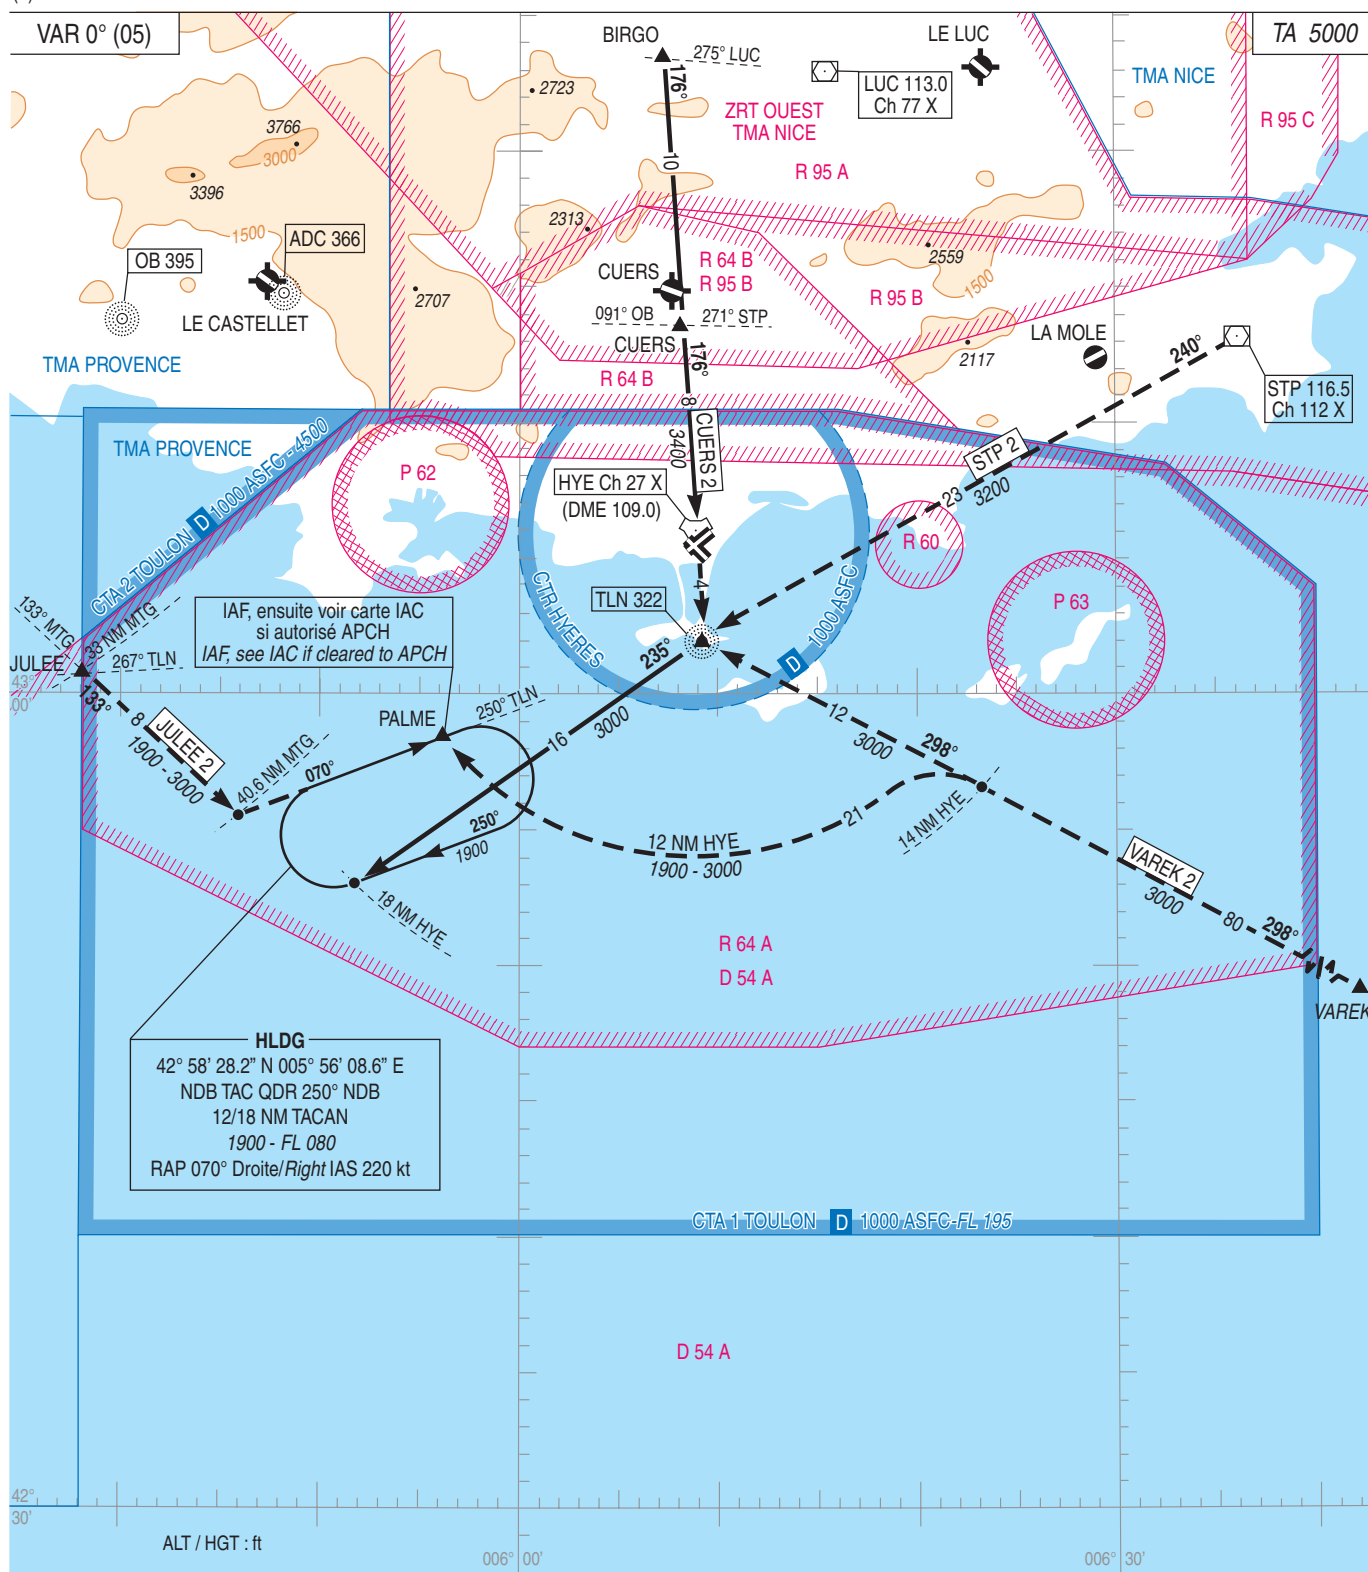 VAR 0° (05)
BIRGO
275° LUC
LE LUC
TA 5000
TMA NICE
LUC 113.0
Ch 77 X
2723
176°
ZRT OUEST
TMA NICE
R 95 C
3766
3000
10
R 95 A
3396
2313
1500
ADC 366
OB 395
2559
1500
CUERS
R 64 B
R 95 B
R 95 B
2707
LE CASTELLET
091° OB
271° STP
CUERS
LA MOLE
2117
240°
TMA PROVENCE
176°
R 64 B
STP 116.5
Ch 112 X
8
TMA PROVENCE
CTA 2 TOULON D 1000 ASFC - 4500
P 62
CUERS 2
3400
STP 2
23
3200
HYE Ch 27 X
(DME 109.0)
R 60
CTR HYERES
D 1000 ASFC
4
TLN 322
P 63
133° MTG
33 NM MTG
IAF, ensuite voir carte IAC
si autorisé APCH
IAF, see IAC if cleared to APCH
JULEE
267° TLN
235°
43°
00'
133°
8
JULEE 2
1900 - 3000
PALME
250° TLN
16
3000
12
3000
298°
40.6 NM MTG
070°
250°
1900
12 NM HYE
1900 - 3000
21
14 NM HYE
VAREK 2
3000
80
298°
18 NM HYE
R 64 A
D 54 A
VAREK
HLDG
42° 58' 28.2" N 005° 56' 08.6" E
NDB TAC QDR 250° NDB
12/18 NM TACAN
1900 - FL 080
RAP 070° Droite/Right IAS 220 kt
CTA 1 TOULON D 1000 ASFC-FL 195
D 54 A
42°
30'
ALT / HGT : ft
006° 00'
006° 30'